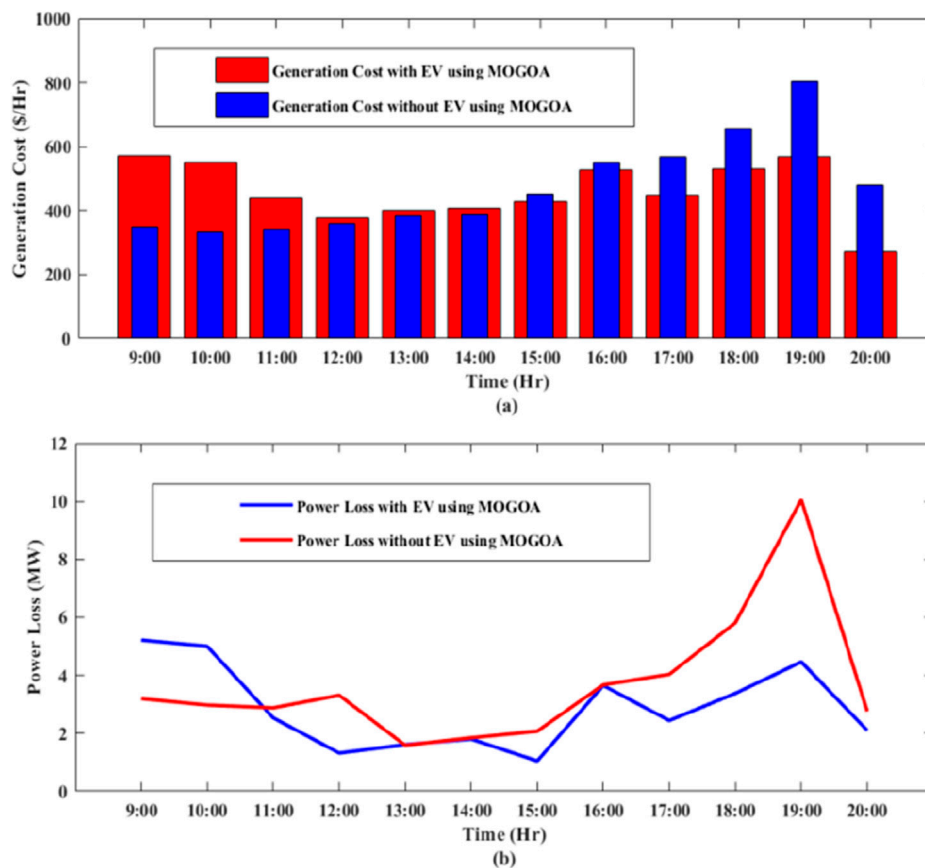 1000
800
600
400
200
0
Generation Cost ($/Hr)
Generation Cost with EV using MOGOA
Generation Cost without EV using MOGOA
9:00 10:00 11:00 12:00 13:00 14:00 15:00 16:00 17:00 18:00 19:00 20:00
Time (Hr)
(a)
12
10
8
6
4
2
0
Power Loss (MW)
Power Loss with EV using MOGOA
Power Loss without EV using MOGOA
9:00 10:00 11:00 12:00 13:00 14:00 15:00 16:00 17:00 18:00 19:00 20:00
Time (Hr)
(b)